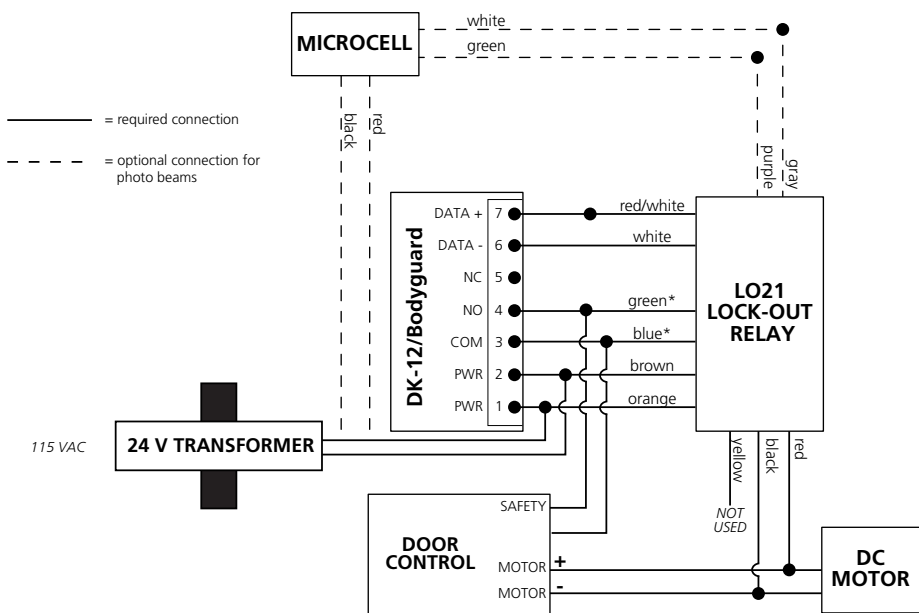 white
MICROCELL
green
= required connection
= optional connection for
photo beams
black
red
purple
gray
DK-12/Bodyguard
DATA + 7
red/white
DATA - 6
white
NC 5
NO 4
green*
COM 3
blue*
PWR 2
brown
PWR 1
orange
LO21
LOCK-OUT
RELAY
115 VAC
24 V TRANSFORMER
yellow
black
red
NOT
USED
SAFETY
DOOR
CONTROL
MOTOR +
MOTOR -
DC
MOTOR